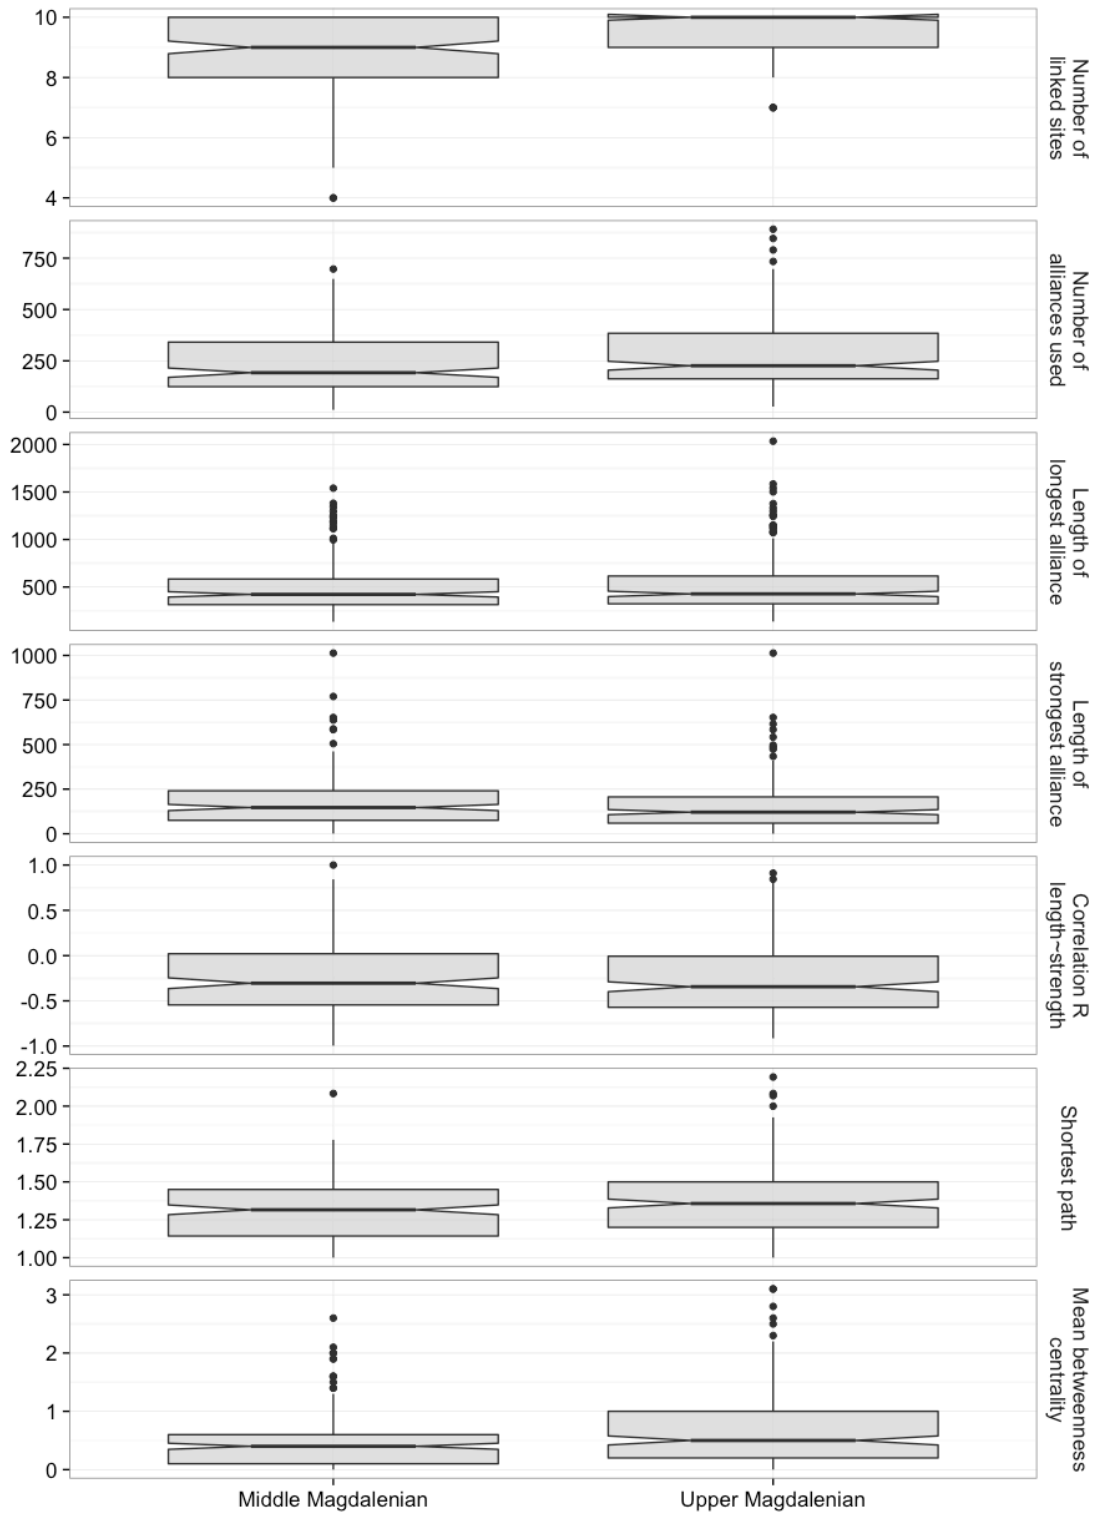 10
8
6
4
Number of
linked sites
750
500
250
0
Number of
alliances used
2000
1500
1000
500
Length of
longest alliance
1000
750
500
250
0
Length of
strongest alliance
1.0
0.5
0.0
-0.5
-1.0
Correlation R
length~strength
2.25
2.00
1.75
1.50
1.25
1.00
Shortest path
3
2
1
0
Mean betweenness
centrality
Middle Magdalenian
Upper Magdalenian